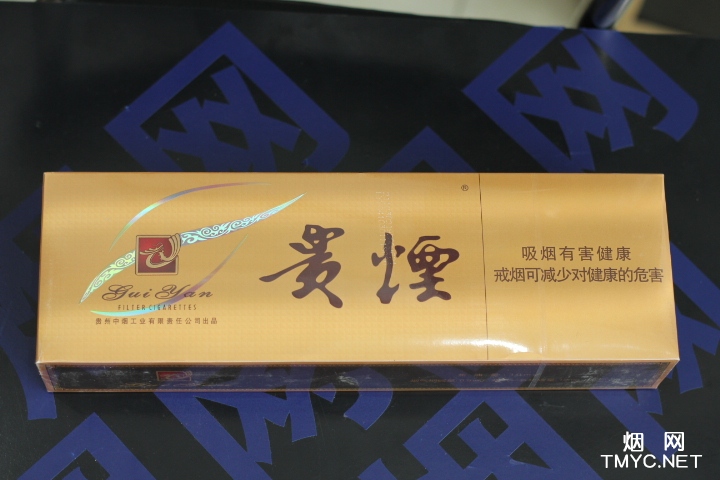 ®
貴煙
Gui Yan
FILTER CIGARETTES
贵州中烟工业有限责任公司出品
吸烟有害健康
戒烟可减少对健康的危害
烟 网
TMYC.NET